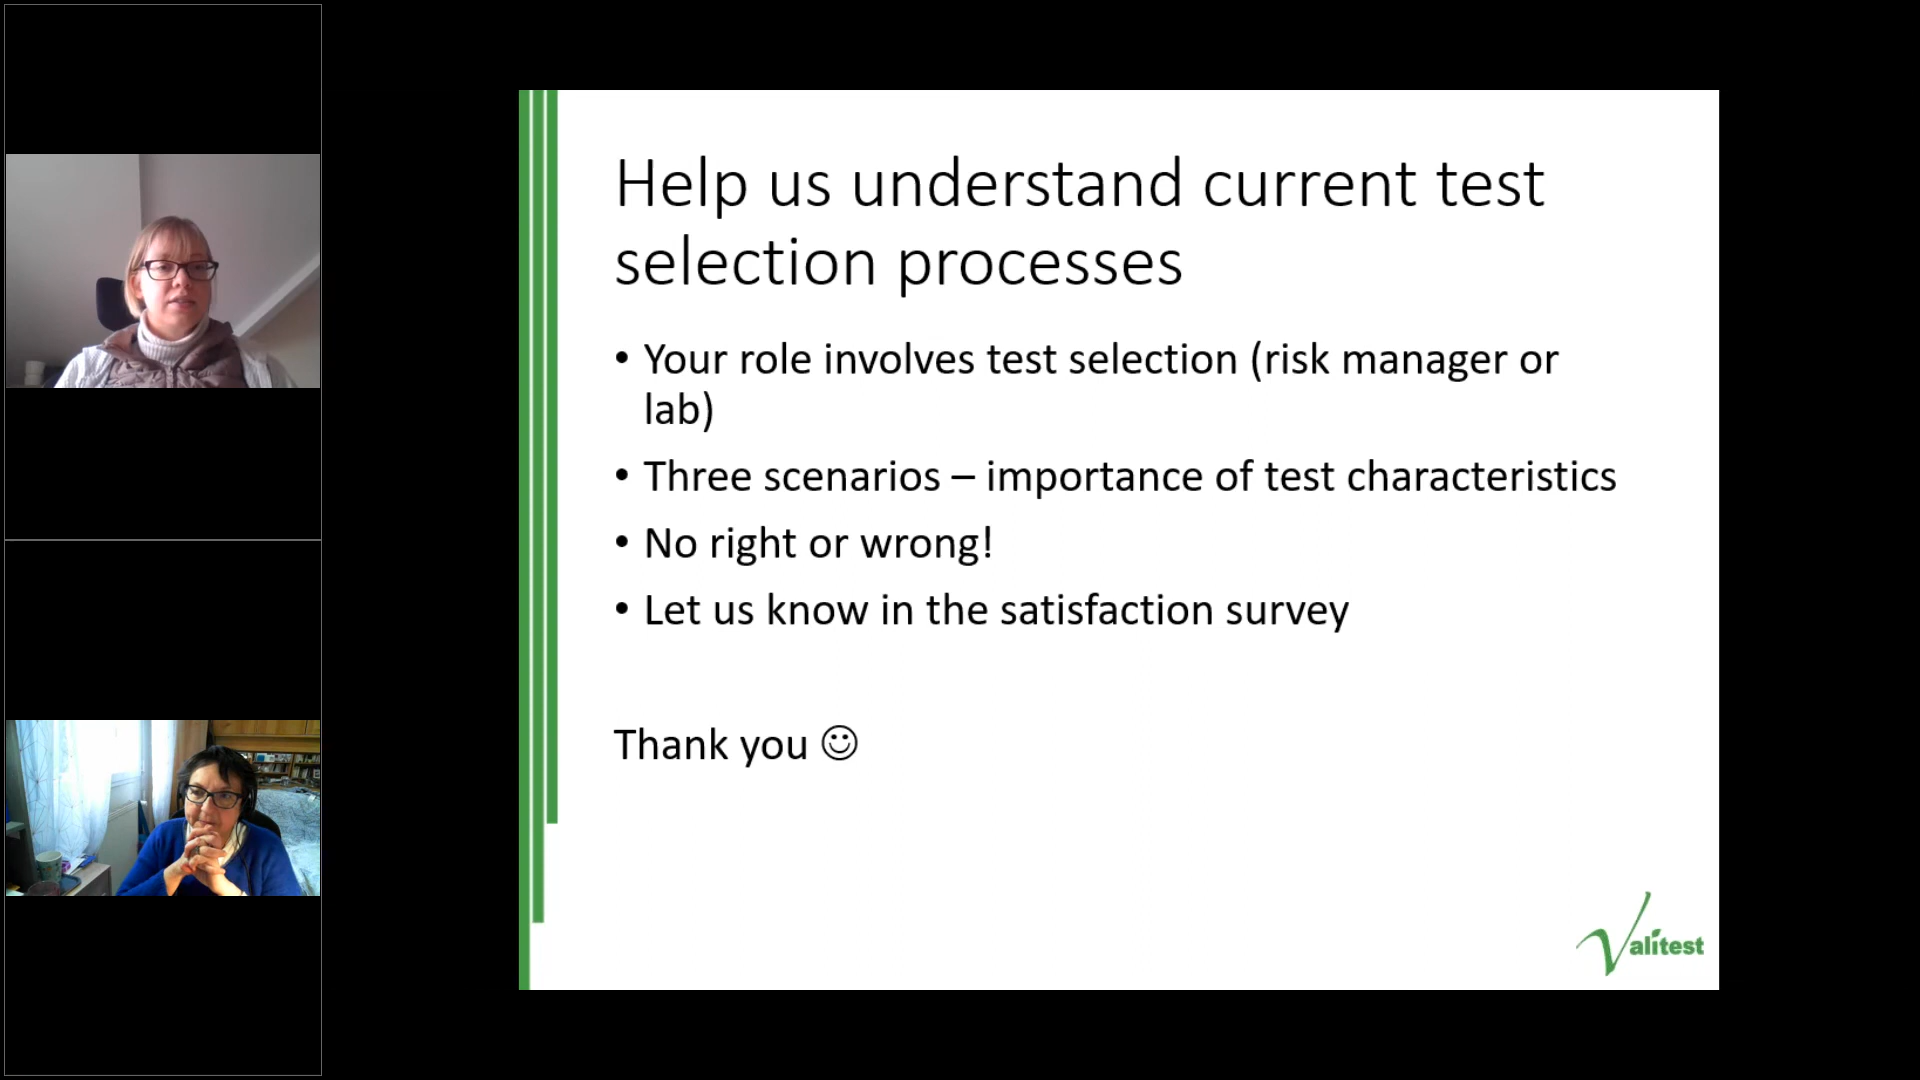 Help us understand current test
selection processes
• Your role involves test selection (risk manager or
lab)
• Three scenarios – importance of test characteristics
• No right or wrong!
• Let us know in the satisfaction survey
Thank you ☺
Valitest